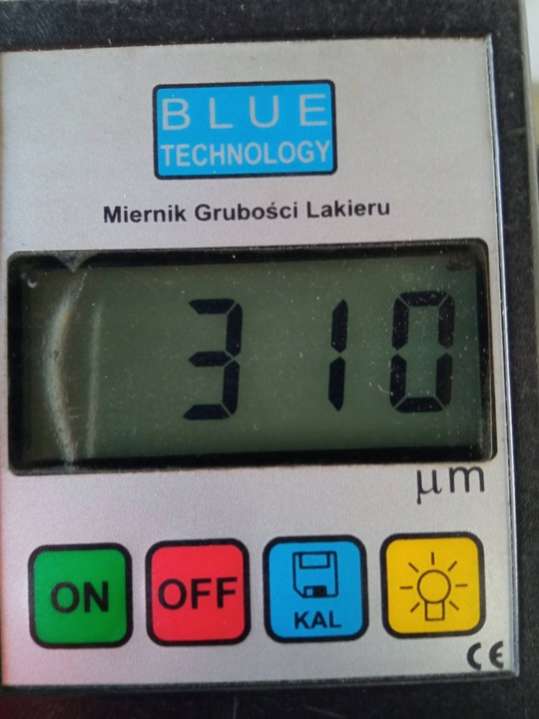 BLUE
TECHNOLOGY
Miernik Grubości Lakieru
310
µm
ON
OFF
KAL
CE